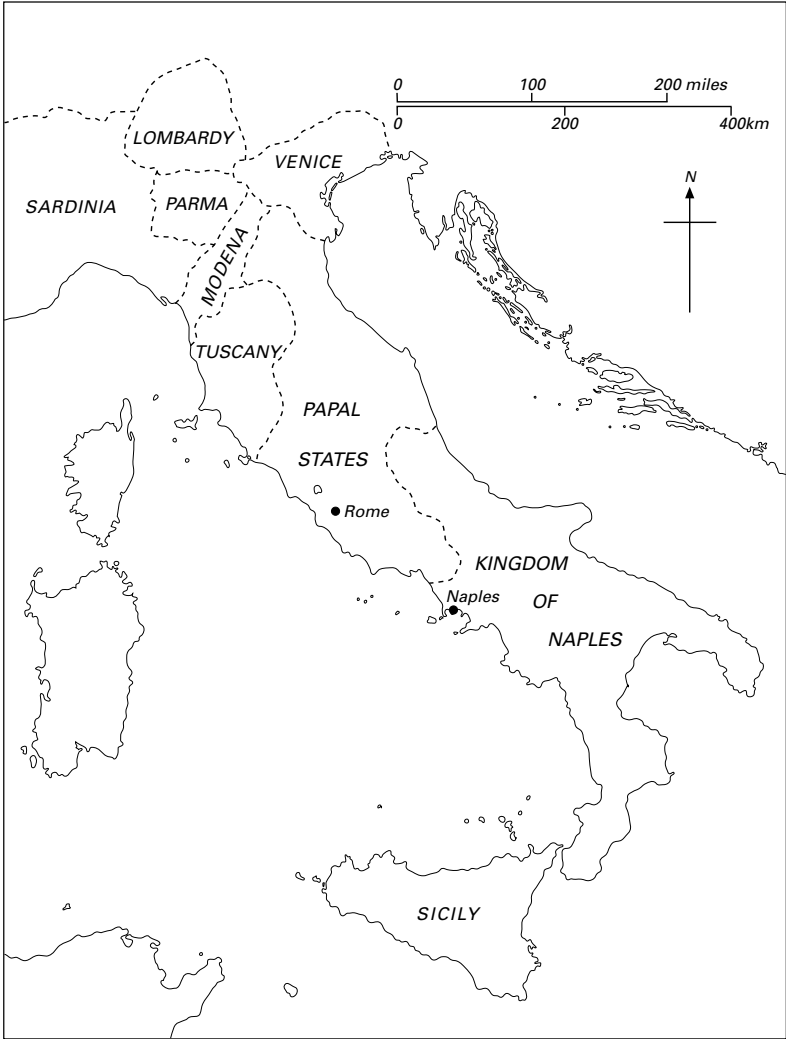 0 100 200 miles
0 200 400km
LOMBARDY
VENICE
N
SARDINIA
PARMA
MODENA
TUSCANY
PAPAL
STATES
Rome
KINGDOM
Naples
OF
NAPLES
SICILY